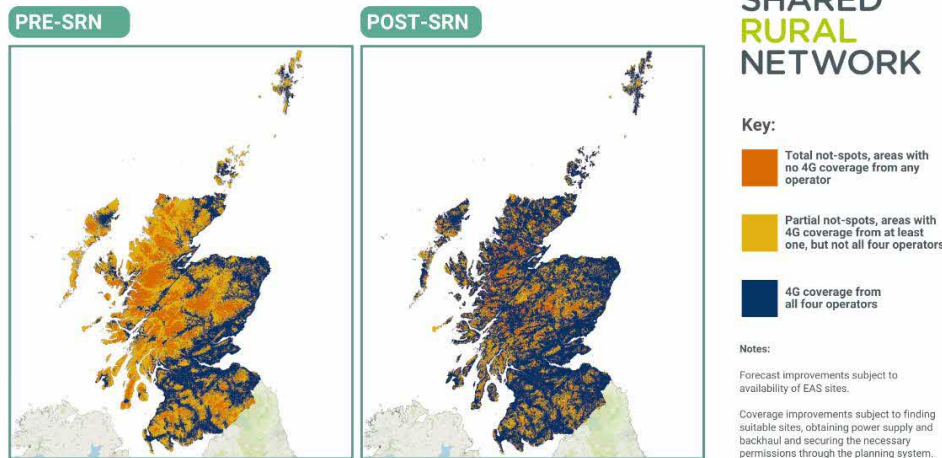 PRE-SRN
POST-SRN
SHARED
RURAL
NETWORK
Key:
Total not-spots, areas with
no 4G coverage from any
operator
Partial not-spots, areas with
4G coverage from at least
one, but not all four operators
4G coverage from
all four operators
Notes:
Forecast improvements subject to
availability of EAS sites.
Coverage improvements subject to finding
suitable sites, obtaining power supply and
backhaul and securing the necessary
permissions through the planning system.